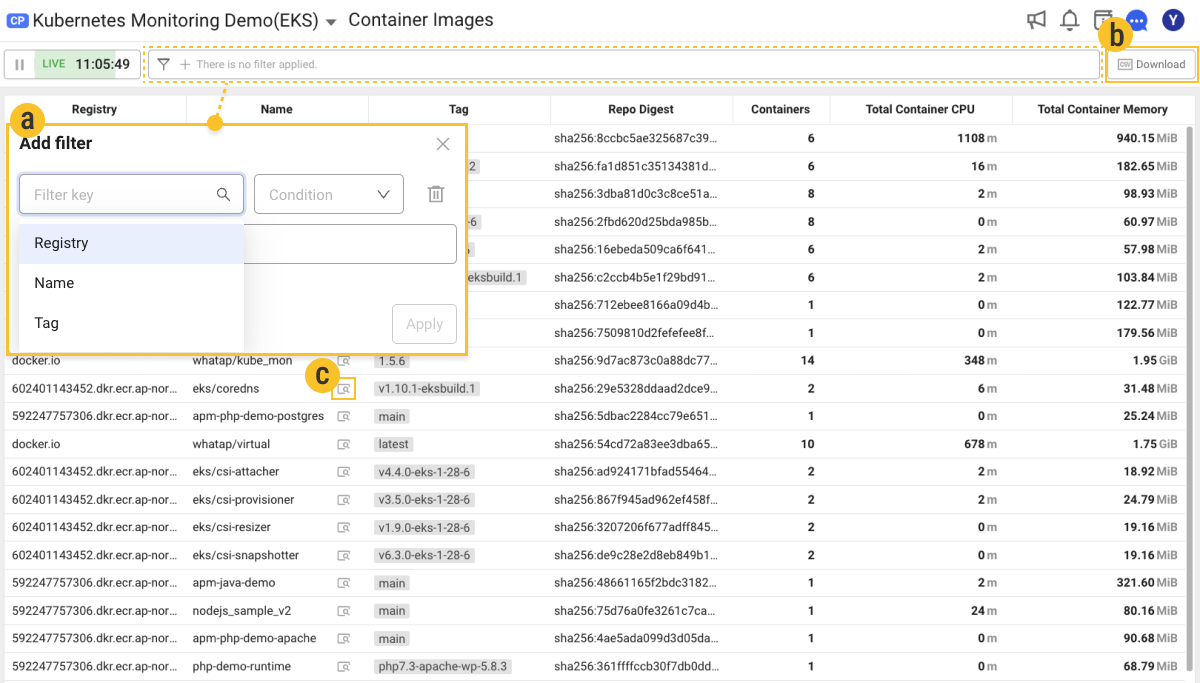 CP Kubernetes Monitoring Demo(EKS) Container Images Y
b
LIVE 11:05:49 There is no filter applied. CSV Download
Registry Name Tag Repo Digest Containers Total Container CPU Total Container Memory
a
Add filter
Filter key Condition
Registry
Name
Tag
Apply
sha256:8ccbc5ae325687c39... 6 1108 m 940.15 MiB
2 sha256:fa1d851c35134381d... 6 16 m 182.65 MiB
sha256:3dba81d0c3c8ce51a... 8 2 m 98.93 MiB
-6 sha256:2fbd620d25bda985b... 8 0 m 60.97 MiB
sha256:16ebeda509ca6f641... 6 2 m 57.98 MiB
eksbuild.1 sha256:c2ccb4b5e1f29bd91... 6 2 m 103.84 MiB
sha256:712ebee8166a09d4b... 1 0 m 122.77 MiB
sha256:7509810d2fefefee8f... 1 0 m 179.56 MiB
docker.io whatap/kube_mon 1.5.6 sha256:9d7ac873c0a88dc77... 14 348 m 1.95 GiB
c
602401143452.dkr.ecr.ap-nor... eks/coredns v1.10.1-eksbuild.1 sha256:29e5328ddaad2dce9... 2 6 m 31.48 MiB
592247757306.dkr.ecr.ap-nor... apm-php-demo-postgres main sha256:5dbac2284cc79e651... 1 0 m 25.24 MiB
docker.io whatap/virtual latest sha256:54cd72a83ee3dba65... 10 678 m 1.75 GiB
602401143452.dkr.ecr.ap-nor... eks/csi-attacher v4.4.0-eks-1-28-6 sha256:ad924171bfad55464... 2 2 m 18.92 MiB
602401143452.dkr.ecr.ap-nor... eks/csi-provisioner v3.5.0-eks-1-28-6 sha256:867f945ad962ef458f... 2 2 m 24.79 MiB
602401143452.dkr.ecr.ap-nor... eks/csi-resizer v1.9.0-eks-1-28-6 sha256:3207206f677adff845... 2 0 m 19.16 MiB
602401143452.dkr.ecr.ap-nor... eks/csi-snapshotter v6.3.0-eks-1-28-6 sha256:de9c28e2d8eb849b1... 2 0 m 19.16 MiB
592247757306.dkr.ecr.ap-nor... apm-java-demo main sha256:48661165f2bdc3182... 1 2 m 321.60 MiB
592247757306.dkr.ecr.ap-nor... nodejs_sample_v2 main sha256:75d76a0fe3261c7ca... 1 24 m 80.16 MiB
592247757306.dkr.ecr.ap-nor... apm-php-demo-apache main sha256:4ae5ada099d3d05da... 1 0 m 90.68 MiB
592247757306.dkr.ecr.ap-nor... php-demo-runtime php7.3-apache-wp-5.8.3 sha256:361ffffccb30f7db0dd... 1 0 m 68.79 MiB